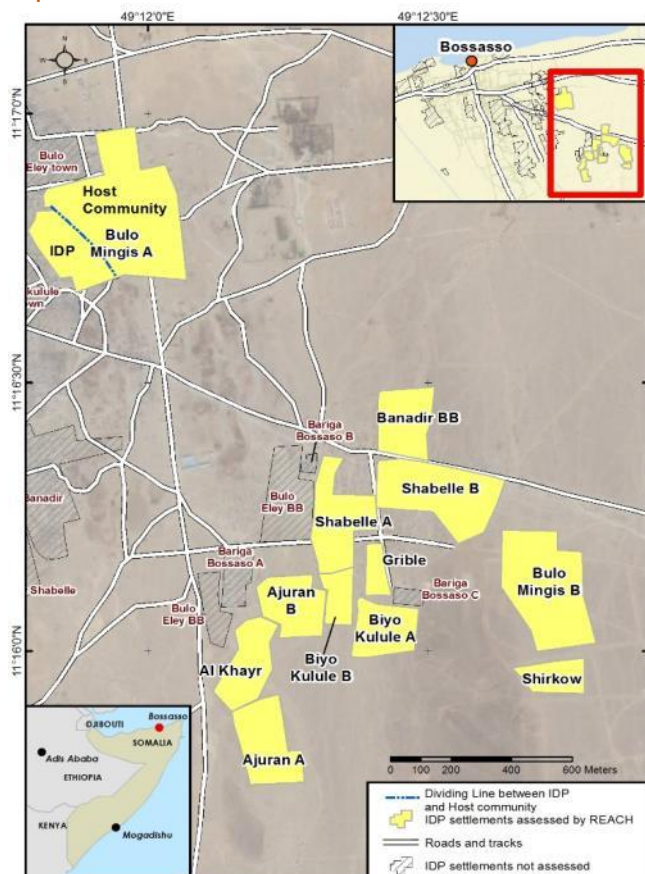 49°12'0"E
49°12'30"E
11°17'0"N
11°16'30"N
11°16'0"N
Bossasso
Bulo
Eley town
Host
Community
IDP
Bulo
Mingis A
kulule
Banadir BB
Bariga
Bossaso B
Shabelle B
Bulo
Eley BB
Shabelle A
Banadir
Grible
Bariga
Bossaso A
Shabelle
Ajuran
B
Bariga
Bossaso C
Bulo
Mingis B
Bulo
Eley BB
Biyo
Kulule A
Biyo
Kulule B
Al Khayr
Shirkow
Ajuran A
0 100 200 400 600 Meters
DJIBOUTI
Bossasso
SOMALIA
Adis Ababa
ETHIOPIA
KENYA
Mogadishu
Dividing Line between IDP
and Host community
IDP settlements assessed by REACH
Roads and tracks
IDP settlements not assessed